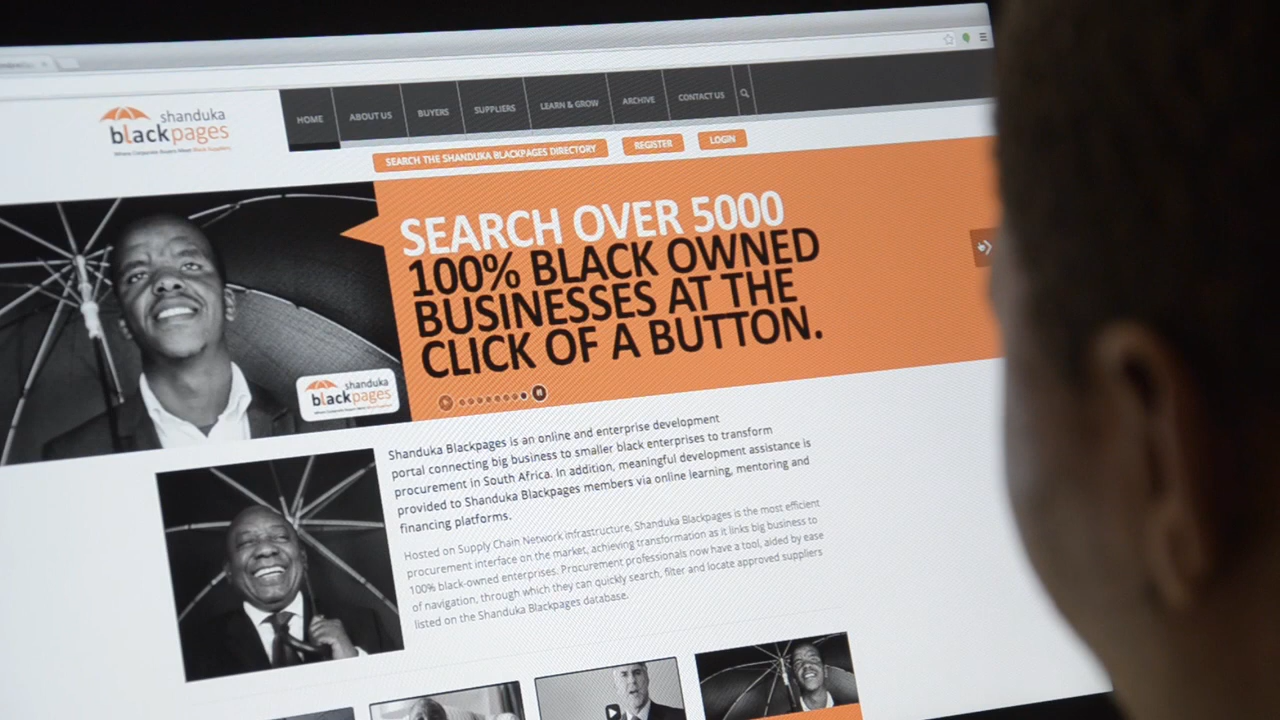 shanduka
blackpages
Where Corporate Buyers Meet Black Suppliers
HOME
ABOUT US
BUYERS
SUPPLIERS
LEARN & GROW
ARCHIVE
CONTACT US
SEARCH THE SHANDUKA BLACKPAGES DIRECTORY
REGISTER
LOGIN
SEARCH OVER 5000
100% BLACK OWNED
BUSINESSES AT THE
CLICK OF A BUTTON.
shanduka
blackpages
Where Corporate Buyers Meet Black Suppliers
Shanduka Blackpages is an online and enterprise development
portal connecting big business to smaller black enterprises to transform
procurement in South Africa. In addition, meaningful development assistance is
provided to Shanduka Blackpages members via online learning, mentoring and
financing platforms.
Hosted on Supply Chain Network infrastructure, Shanduka Blackpages is the most efficient
procurement interface on the market, achieving transformation as it links big business to
100% black-owned enterprises. Procurement professionals now have a tool, aided by ease
of navigation, through which they can quickly search, filter and locate approved suppliers
listed on the Shanduka Blackpages database.